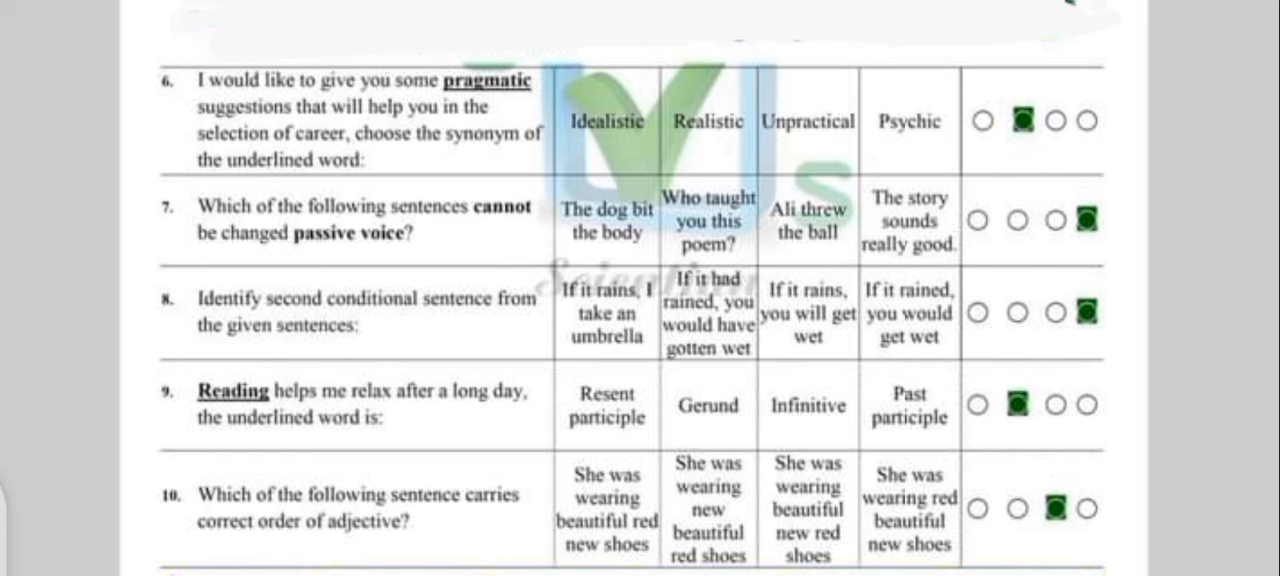 6. I would like to give you some pragmatic
suggestions that will help you in the
selection of career, choose the synonym of
the underlined word:
Idealistic
Realistic
Unpractical
Psychic
7. Which of the following sentences cannot
be changed passive voice?
The dog bit
the body
Who taught
you this
poem?
Ali threw
the ball
The story
sounds
really good.
8. Identify second conditional sentence from
the given sentences:
If it rains, I
take an
umbrella
If it had
rained, you
would have
gotten wet
If it rains,
you will get
wet
If it rained,
you would
get wet
9. Reading helps me relax after a long day,
the underlined word is:
Resent
participle
Gerund
Infinitive
Past
participle
10. Which of the following sentence carries
correct order of adjective?
She was
wearing
beautiful red
new shoes
She was
wearing
new
beautiful
red shoes
She was
wearing
beautiful
new red
shoes
She was
wearing red
beautiful
new shoes